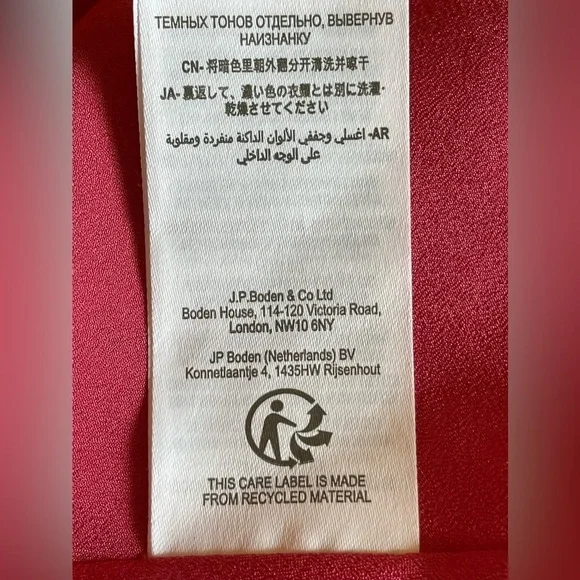 ТЕМНЫХ ТОНОВ ОТДЕЛЬНО, ВЫВЕРНУВ
НАИЗНАНКУ
CN- 将暗色里朝外翻分开清洗并晾干
JA- 裏返して、濃い色の衣類とは別に洗濯・
乾燥させてください
AR- اغسلي وجففي الألوان الداكنة منفردة ومقلوبة
على الوجه الداخلي
J.P.Boden & Co Ltd
Boden House, 114-120 Victoria Road,
London, NW10 6NY
JP Boden (Netherlands) BV
Konnetlaantje 4, 1435HW Rijsenhout
THIS CARE LABEL IS MADE
FROM RECYCLED MATERIAL